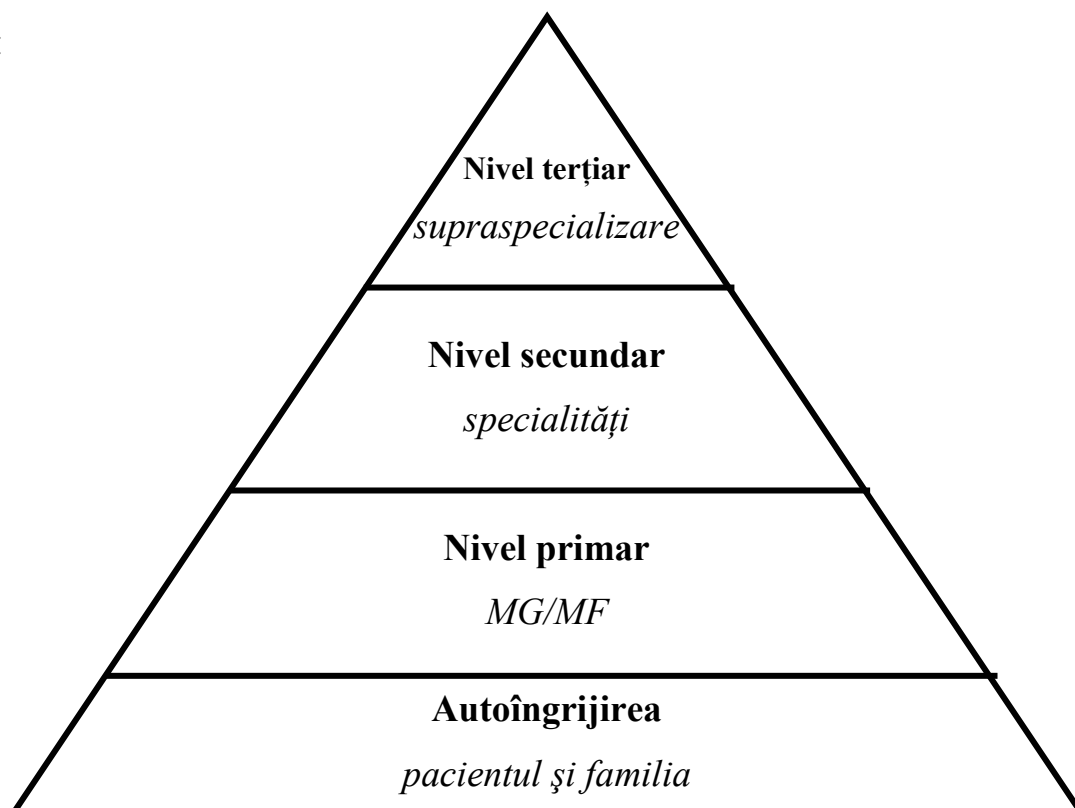 Nivel terțiar
supraspecializare
Nivel secundar
specialități
Nivel primar
MG/MF
Autoîngrijirea
pacientul şi familia